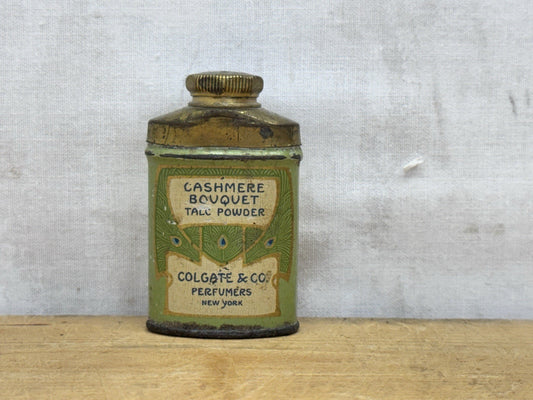 CASHMERE
BOUQUET
TALC POWDER
COLGATE & CO.
PERFUMERS
NEW YORK